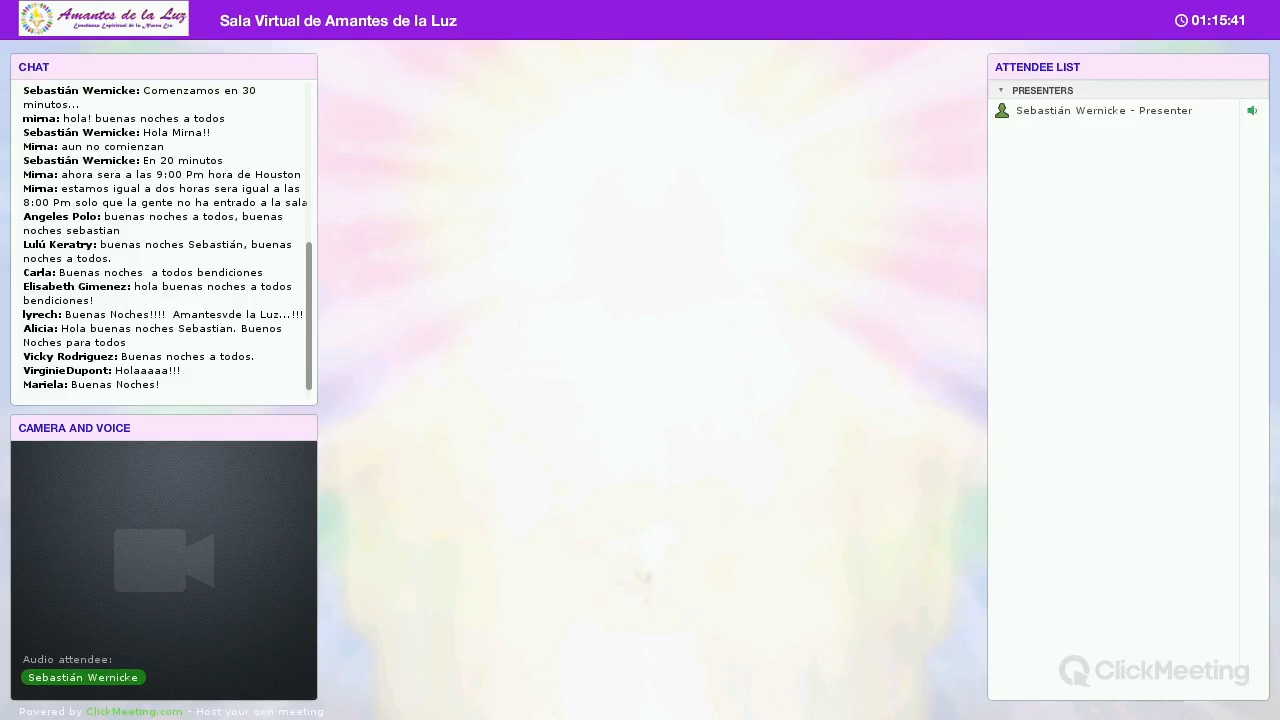 Amantes de la Luz
Enseñanza Espiritual de la Nueva Era
Sala Virtual de Amantes de la Luz
01:15:41
CHAT
Sebastián Wernicke: Comenzamos en 30
minutos...
mirna: hola! buenas noches a todos
Sebastián Wernicke: Hola Mirna!!
Mirna: aun no comienzan
Sebastián Wernicke: En 20 minutos
Mirna: ahora sera a las 9:00 Pm hora de Houston
Mirna: estamos igual a dos horas sera igual a las
8:00 Pm solo que la gente no ha entrado a la sala
Angeles Polo: buenas noches a todos, buenas
noches sebastian
Lulú Keratry: buenas noches Sebastián, buenas
noches a todos.
Carla: Buenas noches  a todos bendiciones
Elisabeth Gimenez: hola buenas noches a todos
bendiciones!
lyrech: Buenas Noches!!!!  Amantesvde la Luz...!!!
Alicia: Hola buenas noches Sebastian. Buenos
Noches para todos
Vicky Rodriguez: Buenas noches a todos.
VirginieDupont: Holaaaaa!!!
Mariela: Buenas Noches!
CAMERA AND VOICE
Audio attendee:
Sebastián Wernicke
Powered by ClickMeeting.com - Host your own meeting
ATTENDEE LIST
PRESENTERS
Sebastián Wernicke - Presenter
ClickMeeting